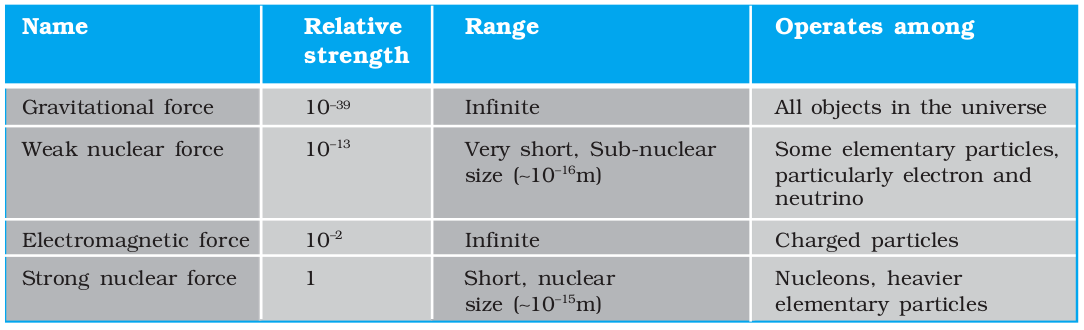 Name Relative strength Range Operates among
Gravitational force 10⁻³⁹ Infinite All objects in the universe
Weak nuclear force 10⁻¹³ Very short, Sub-nuclear size (~10⁻¹⁶m) Some elementary particles, particularly electron and neutrino
Electromagnetic force 10⁻² Infinite Charged particles
Strong nuclear force 1 Short, nuclear size (~10⁻¹⁵m) Nucleons, heavier elementary particles